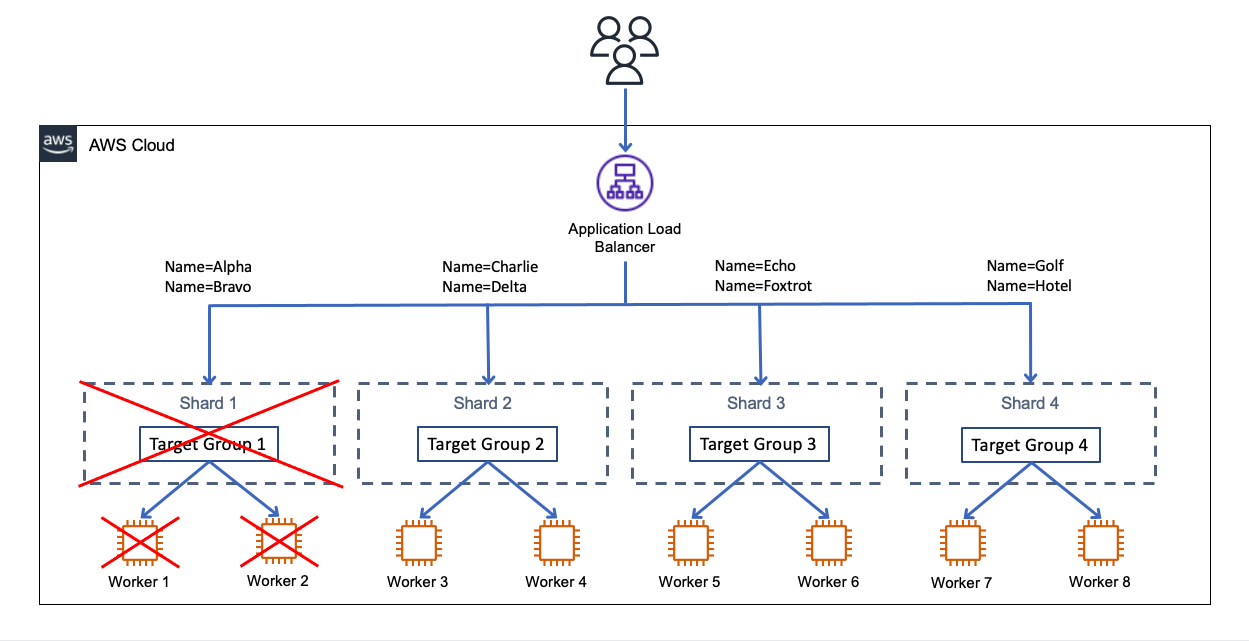 aws
AWS Cloud
Application Load
Balancer
Name=Alpha
Name=Bravo
Name=Charlie
Name=Delta
Name=Echo
Name=Foxtrot
Name=Golf
Name=Hotel
Shard 1
Target Group 1
Shard 2
Target Group 2
Shard 3
Target Group 3
Shard 4
Target Group 4
Worker 1
Worker 2
Worker 3
Worker 4
Worker 5
Worker 6
Worker 7
Worker 8